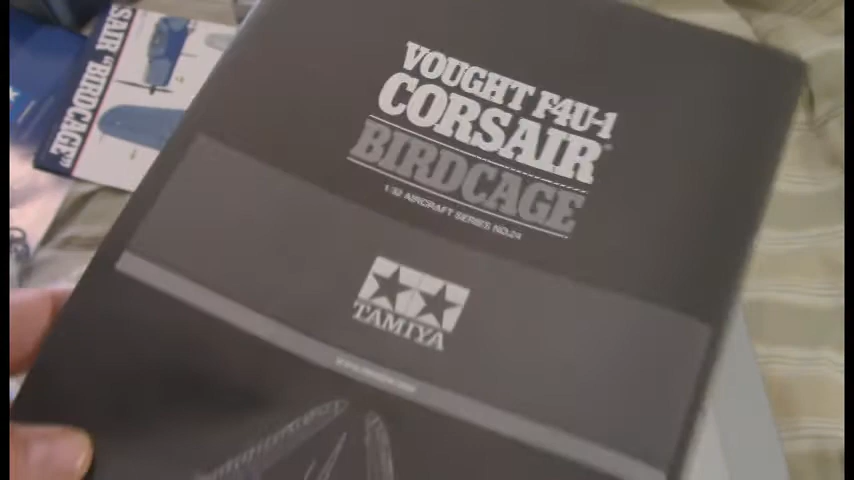 VOUGHT F4U-1
CORSAIR
BIRDCAGE
1/32 AIRCRAFT SERIES NO.24
TAMIYA
SAIR "BIRDCAGE"